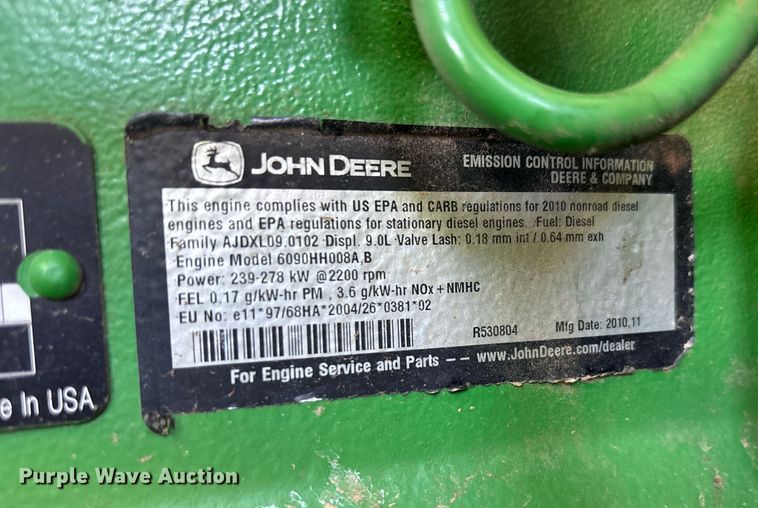 JOHN DEERE
EMISSION CONTROL INFORMATION
DEERE & COMPANY
This engine complies with US EPA and CARB regulations for 2010 nonroad diesel
engines and EPA regulations for stationary diesel engines. Fuel: Diesel
Family AJDXL09.0102 Displ. 9.0L Valve Lash: 0.18 mm int / 0.64 mm exh
Engine Model 6090HH008A,B
Power: 239-278 kW @2200 rpm
FEL 0.17 g/kW-hr PM , 3.6 g/kW-hr NOx + NMHC
EU No: e11*97/68HA*2004/26*0381*02
R530804 Mfg Date: 2010,11
For Engine Service and Parts -- www.JohnDeere.com/dealer
e In USA
Purple Wave Auction